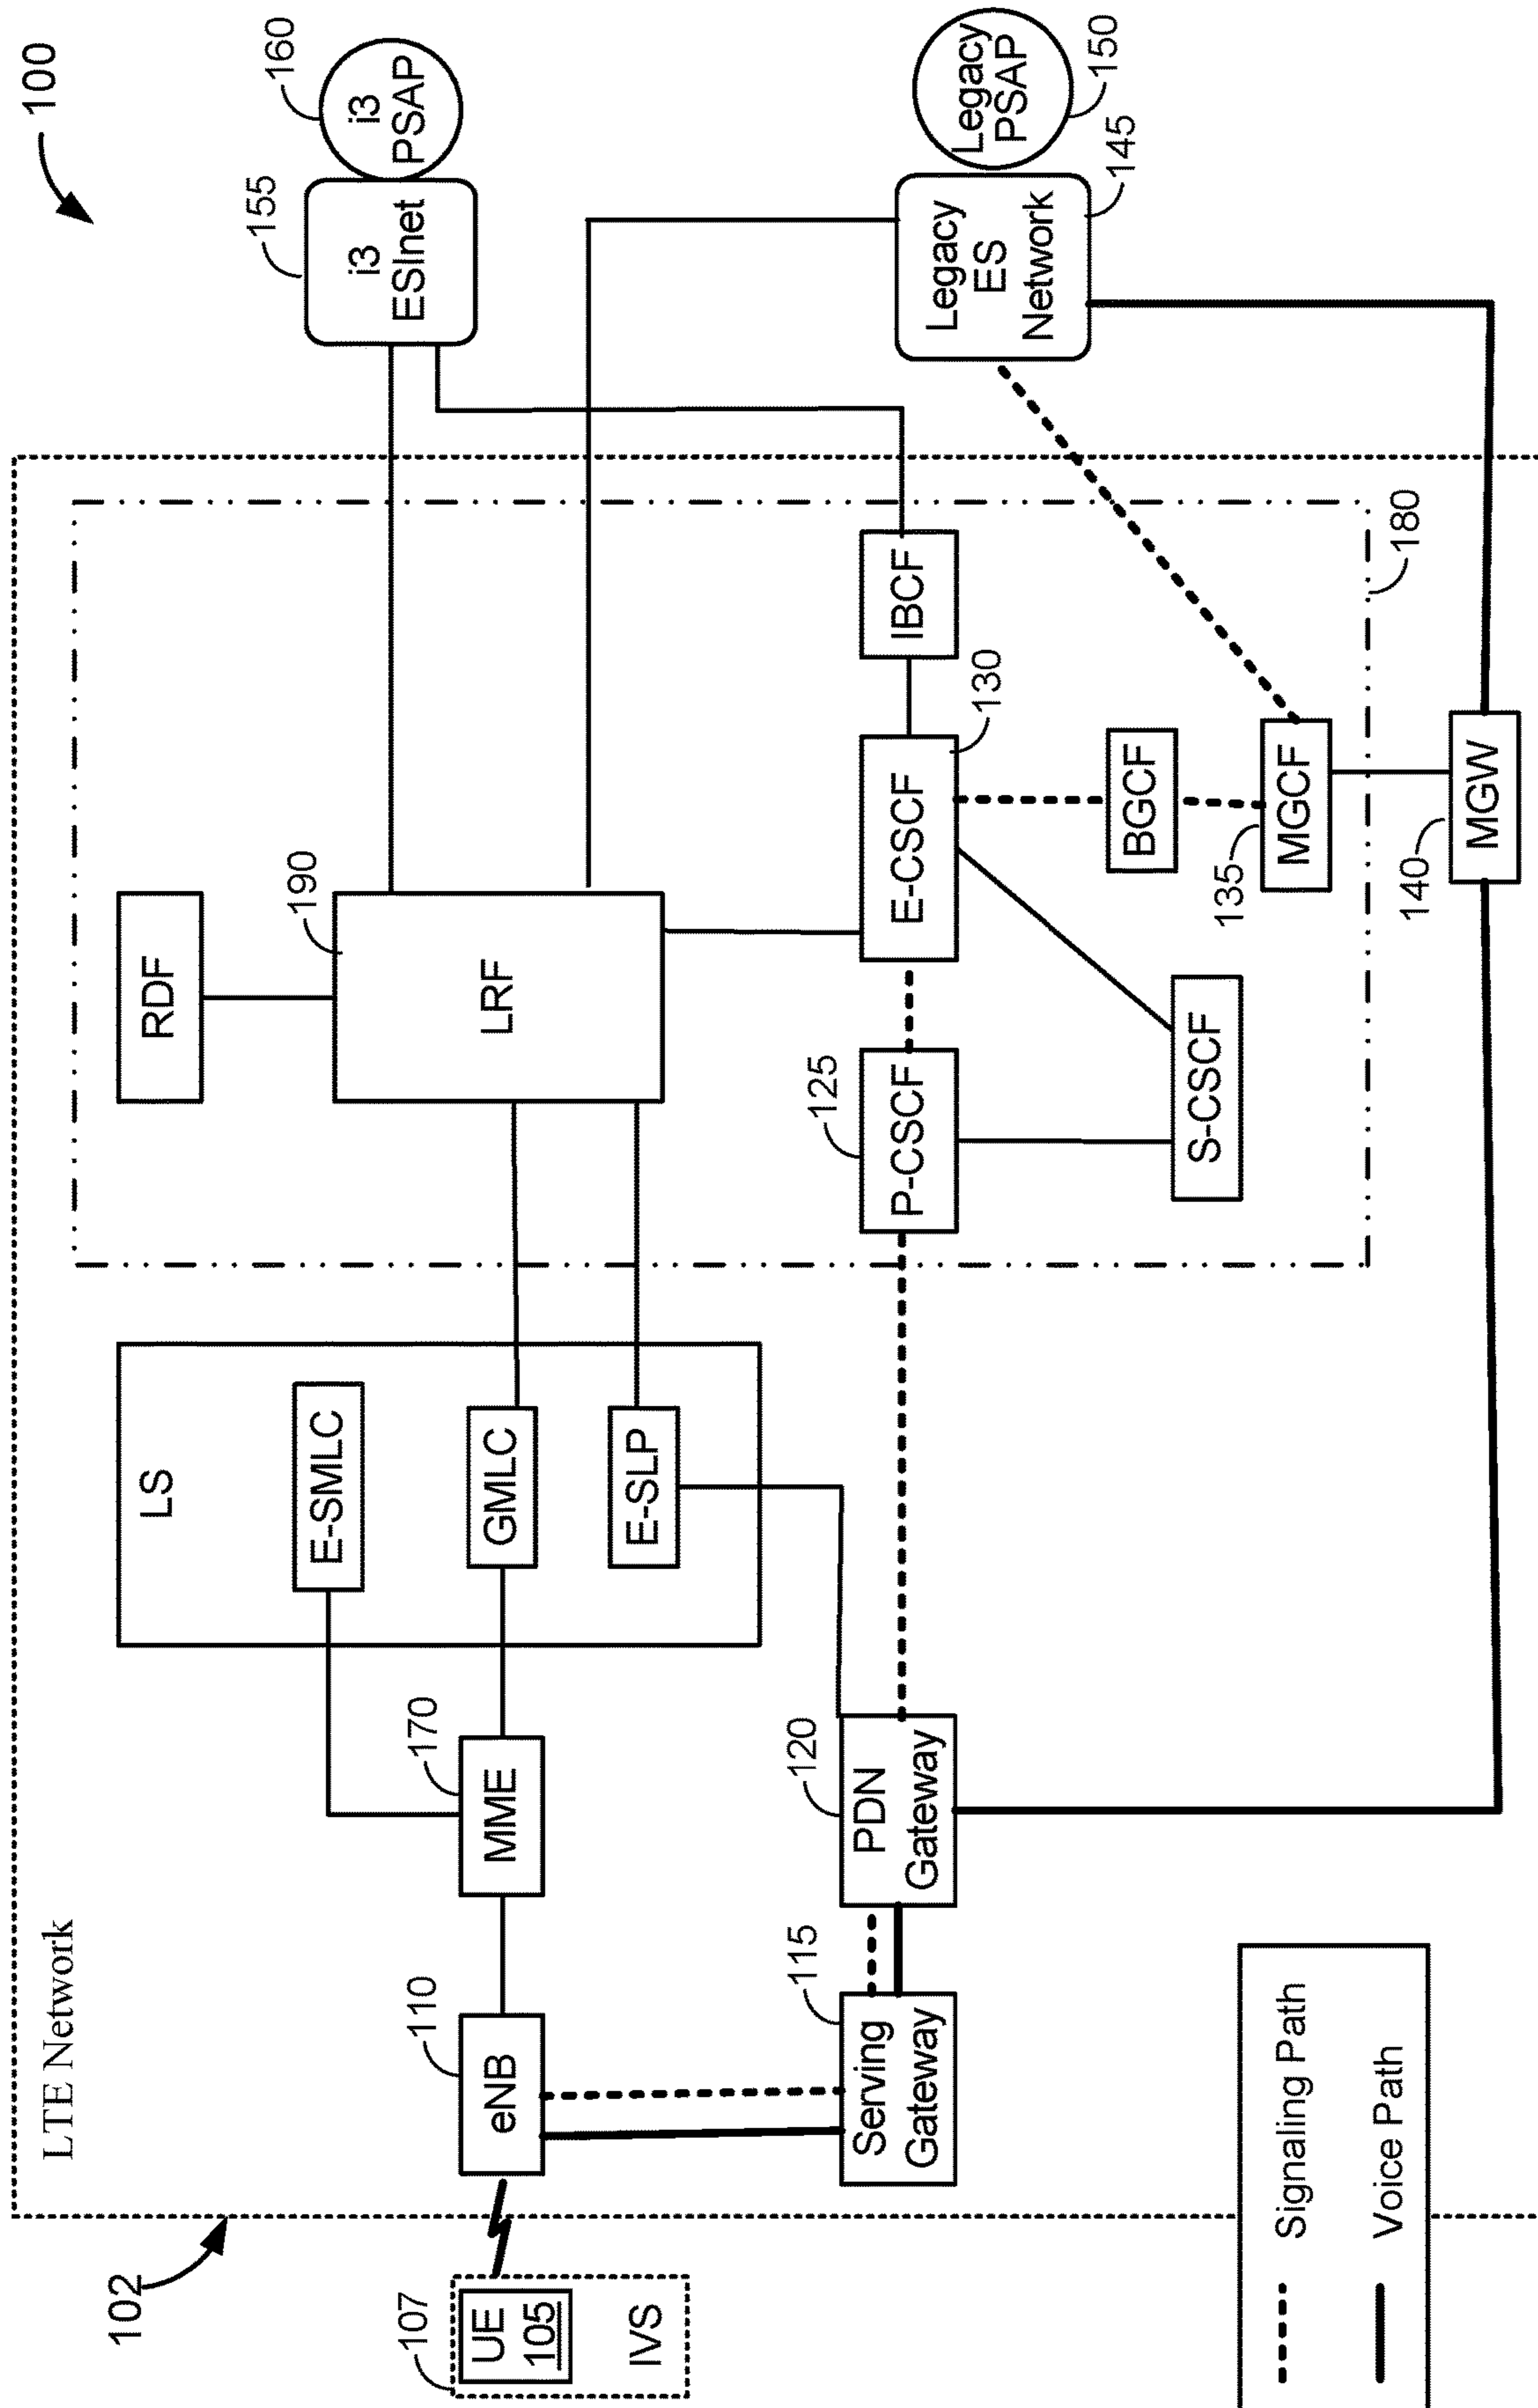 100
LTE Network
102
107
UE
105
IVS
110
eNB
170
MME
LS
E-SMLC
GMLC
E-SLP
RDF
190
LRF
155
i3
ESInet
160
i3
PSAP
115
Serving
Gateway
120
PDN
Gateway
125
P-CSCF
E-CSCF
130
IBCF
S-CSCF
BGCF
135
MGCF
180
140
MGW
Legacy
ES
Network
145
Legacy
PSAP
150
Signaling Path
Voice Path